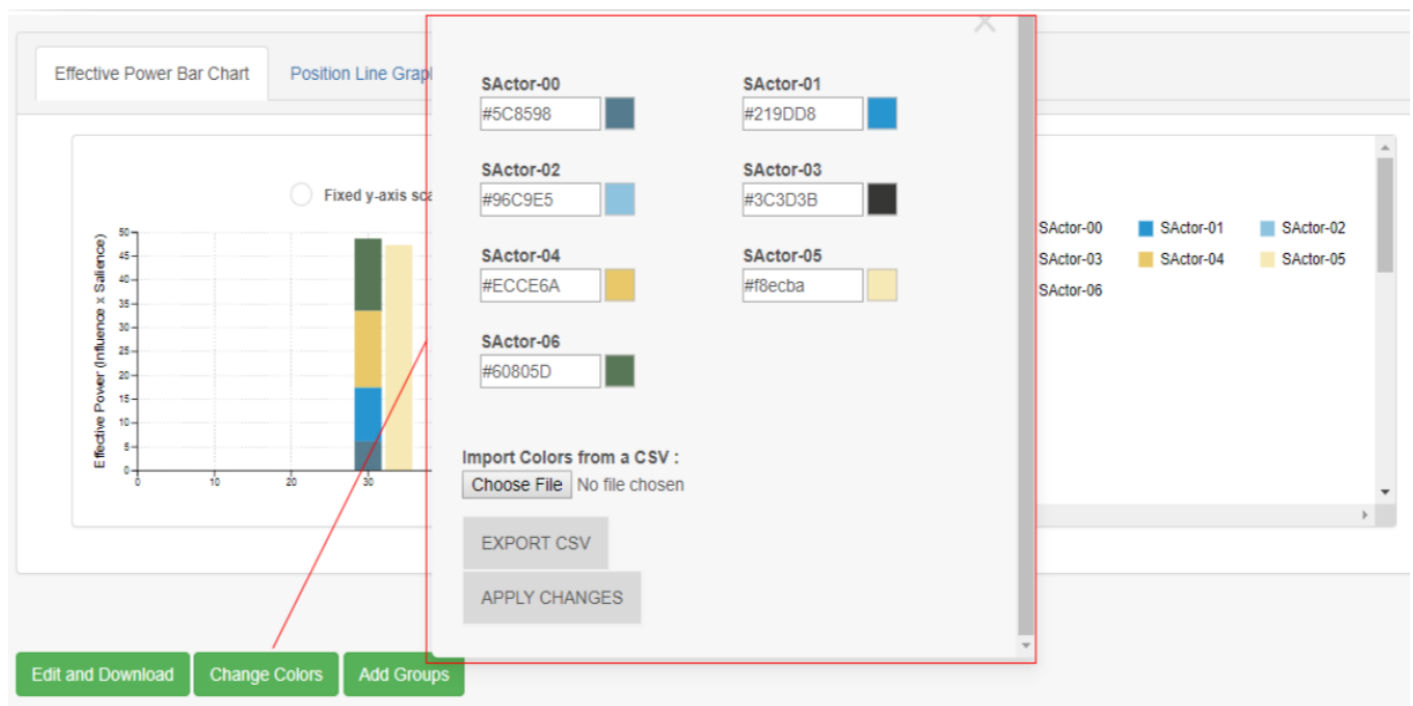 Effective Power Bar Chart
Position Line Grap
Fixed y-axis sca
Effective Power (Influence x Salience)
50
45
40
35
30
25
20
15
10
5
0
0 10 20 30
×
SActor-00 SActor-01
#5C8598 #219DD8
SActor-02 SActor-03
#96C9E5 #3C3D3B
SActor-04 SActor-05
#ECCE6A #f8ecba
SActor-06
#60805D
Import Colors from a CSV :
Choose File No file chosen
EXPORT CSV
APPLY CHANGES
SActor-00 SActor-01 SActor-02
SActor-03 SActor-04 SActor-05
SActor-06
Edit and Download Change Colors Add Groups